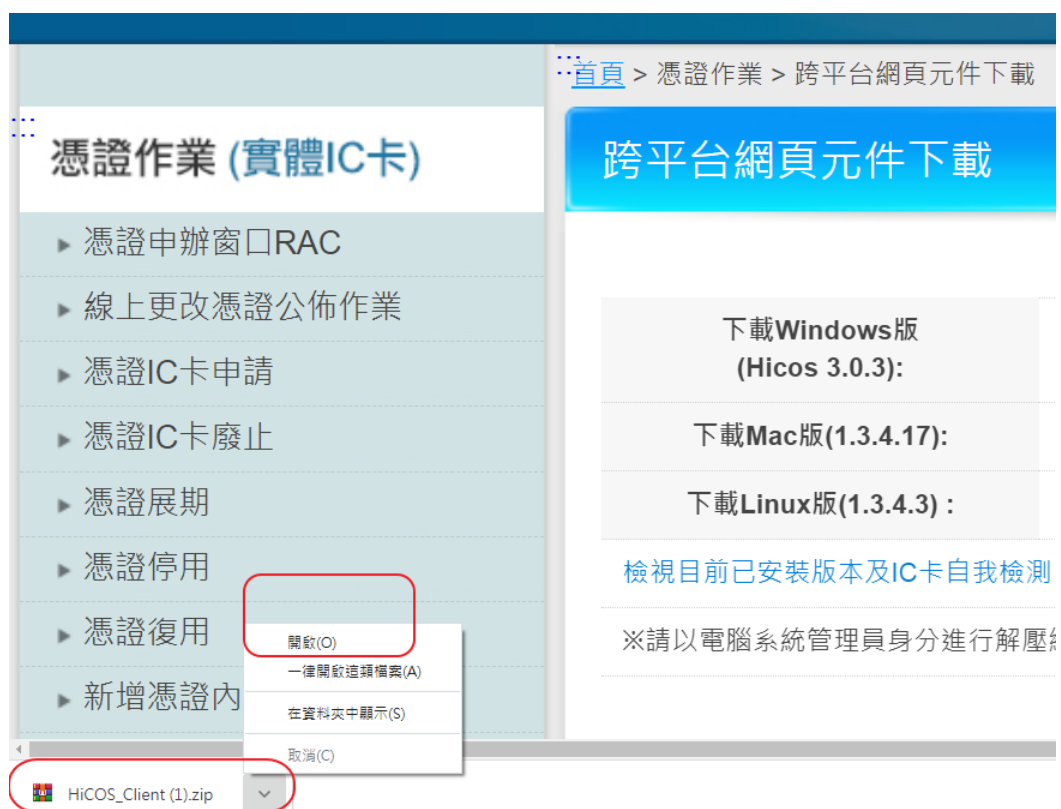 首頁 > 憑證作業 > 跨平台網頁元件下載
憑證作業 (實體IC卡)
憑證申辦窗口RAC
線上更改憑證公佈作業
憑證IC卡申請
憑證IC卡廢止
憑證展期
憑證停用
憑證復用
新增憑證內
跨平台網頁元件下載
下載Windows版
(Hicos 3.0.3):
下載Mac版(1.3.4.17):
下載Linux版(1.3.4.3) :
檢視目前已安裝版本及IC卡自我檢測
※請以電腦系統管理員身分進行解壓
開啟(O)
一律開啟這類檔案(A)
在資料夾中顯示(S)
取消(C)
HiCOS_Client (1).zip